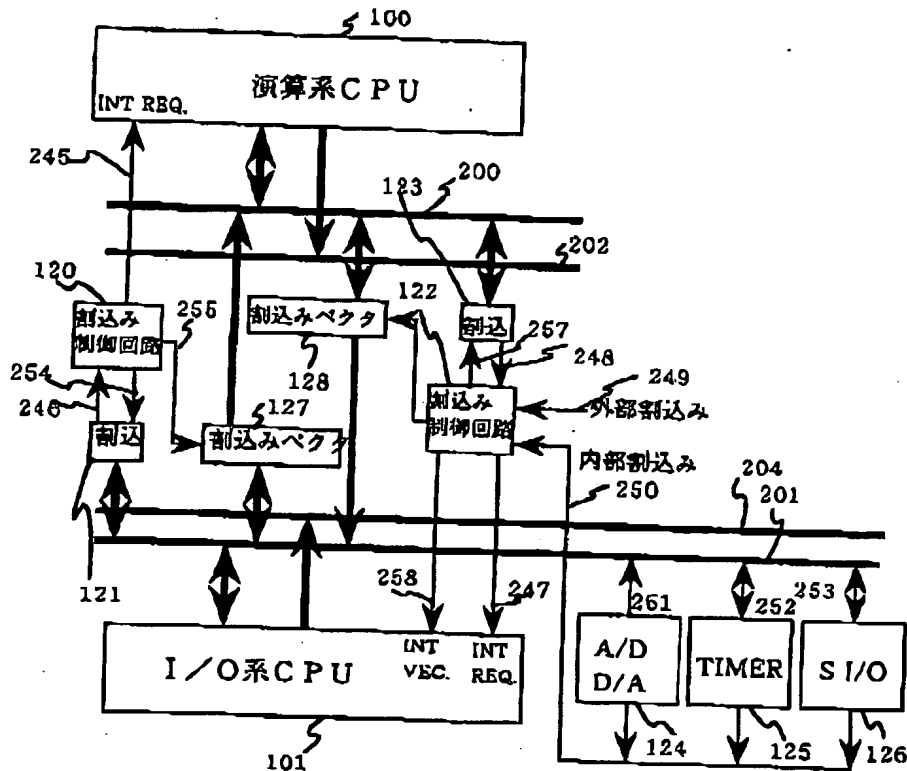 100
演算系CPU
INT REQ.
245
123
200
202
120
割込み
制御回路
255
122
割込みベクタ
128
割込
257
248
254
246
割込
127
割込みベクタ
割込み
制御回路
249
外部割込み
内部割込み
250
204
201
121
258
247
251
252
253
I/O系CPU
INT
VEC.
INT
REQ.
A/D
D/A
TIMER
S I/O
101
124
125
126